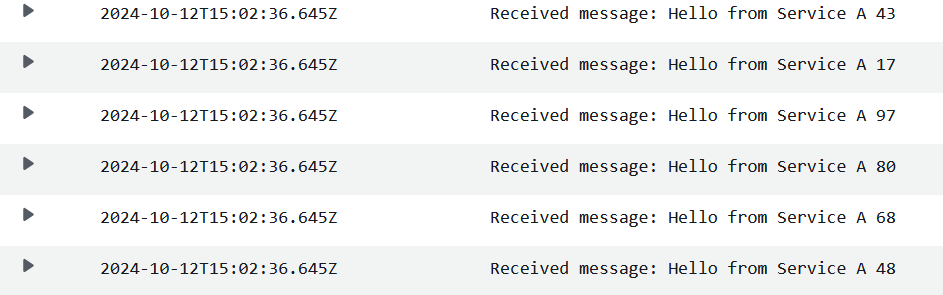 2024-10-12T15:02:36.645Z Received message: Hello from Service A 43
2024-10-12T15:02:36.645Z Received message: Hello from Service A 17
2024-10-12T15:02:36.645Z Received message: Hello from Service A 97
2024-10-12T15:02:36.645Z Received message: Hello from Service A 80
2024-10-12T15:02:36.645Z Received message: Hello from Service A 68
2024-10-12T15:02:36.645Z Received message: Hello from Service A 48